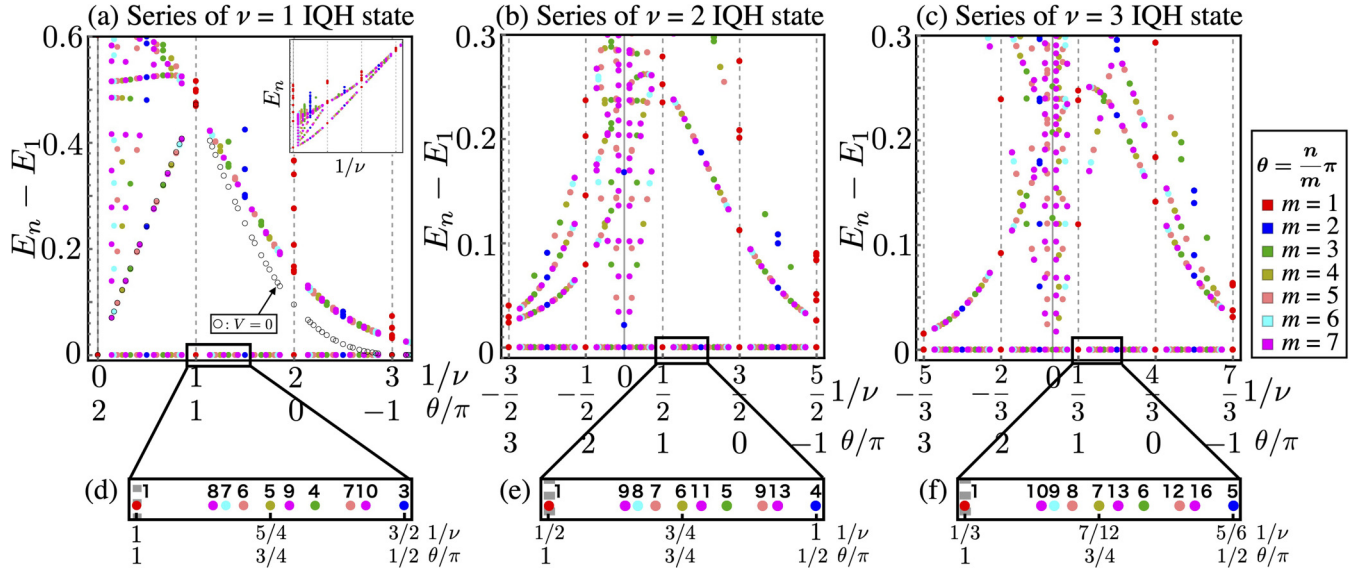 (a) Series of ν = 1 IQH state
(b) Series of ν = 2 IQH state
(c) Series of ν = 3 IQH state
0.6
0.4
0.2
0
E_n − E_1
E_n
1/ν
○: V = 0
0 1 2 3 1/ν
2 1 0 −1 θ/π
0.3
0.2
0.1
0
E_n − E_1
−3/2 −1/2 0 1/2 3/2 5/2 1/ν
3 2 1 0 −1 θ/π
0.3
0.2
0.1
0
E_n − E_1
−5/3 −2/3 0 1/3 4/3 7/3 1/ν
3 2 1 0 −1 θ/π
θ = n/m π
m = 1
m = 2
m = 3
m = 4
m = 5
m = 6
m = 7
(d)
1 8 7 6 5 9 4 7 10 3
1 5/4 3/2 1/ν
1 3/4 1/2 θ/π
(e)
1 9 8 7 6 11 5 9 13 4
1/2 3/4 1 1/ν
1 3/4 1/2 θ/π
(f)
1 10 9 8 7 13 6 12 16 5
1/3 7/12 5/6 1/ν
1 3/4 1/2 θ/π